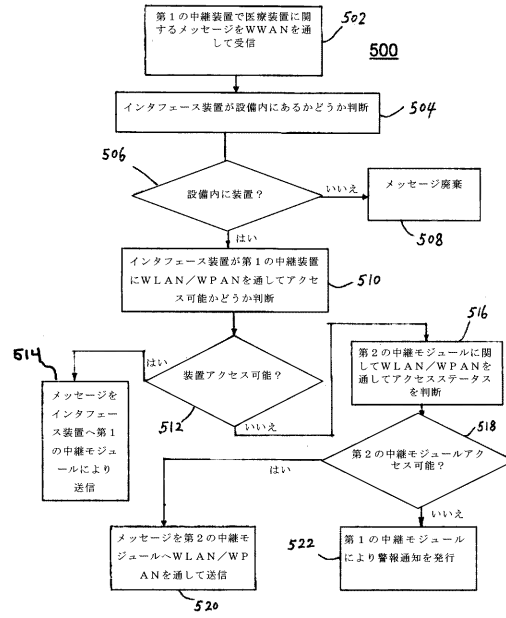 第１の中継装置で医療装置に関
するメッセージをＷＷＡＮを通
して受信
502
500
インタフェース装置が設備内にあるかどうか判断
504
506
設備内に装置？
いいえ
メッセージ廃棄
508
はい
インタフェース装置が第１の中継装置
にＷＬＡＮ／ＷＰＡＮを通してアクセ
ス可能かどうか判断
510
516
第２の中継モジュールに関
してＷＬＡＮ／ＷＰＡＮを
通してアクセスステータス
を判断
514
はい
装置アクセス可能？
512
いいえ
メッセージを
インタフェー
ス装置へ第１
の中継モジュ
ールにより
送信
518
第２の中継モジュールアク
セス可能？
はい
いいえ
メッセージを第２の中継モ
ジュールへＷＬＡＮ／ＷＰ
ＡＮを通して送信
520
522
第１の中継モジュール
により警報通知を発行